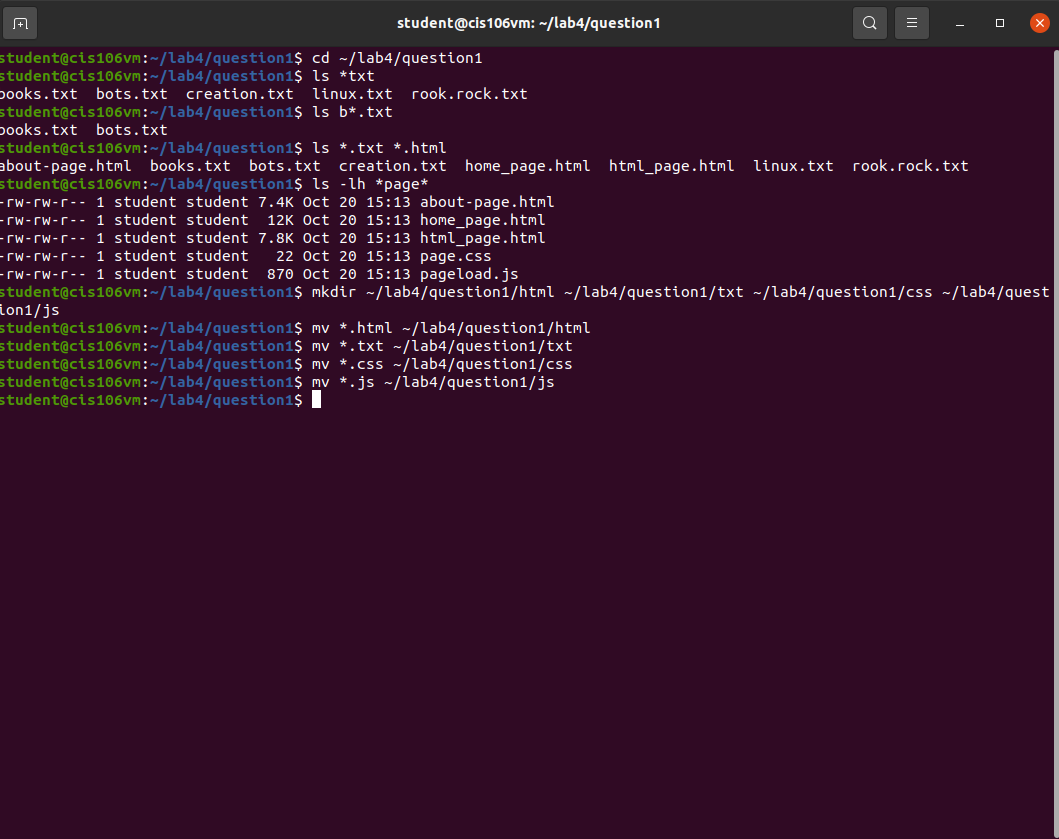 student@cis106vm: ~/lab4/question1
student@cis106vm:~/lab4/question1$ cd ~/lab4/question1
student@cis106vm:~/lab4/question1$ ls *txt
books.txt  bots.txt  creation.txt  linux.txt  rook.rock.txt
student@cis106vm:~/lab4/question1$ ls b*.txt
books.txt  bots.txt
student@cis106vm:~/lab4/question1$ ls *.txt *.html
about-page.html  books.txt  bots.txt  creation.txt  home_page.html  html_page.html  linux.txt  rook.rock.txt
student@cis106vm:~/lab4/question1$ ls -lh *page*
-rw-rw-r-- 1 student student 7.4K Oct 20 15:13 about-page.html
-rw-rw-r-- 1 student student  12K Oct 20 15:13 home_page.html
-rw-rw-r-- 1 student student 7.8K Oct 20 15:13 html_page.html
-rw-rw-r-- 1 student student   22 Oct 20 15:13 page.css
-rw-rw-r-- 1 student student  870 Oct 20 15:13 pageload.js
student@cis106vm:~/lab4/question1$ mkdir ~/lab4/question1/html ~/lab4/question1/txt ~/lab4/question1/css ~/lab4/quest
ion1/js
student@cis106vm:~/lab4/question1$ mv *.html ~/lab4/question1/html
student@cis106vm:~/lab4/question1$ mv *.txt ~/lab4/question1/txt
student@cis106vm:~/lab4/question1$ mv *.css ~/lab4/question1/css
student@cis106vm:~/lab4/question1$ mv *.js ~/lab4/question1/js
student@cis106vm:~/lab4/question1$